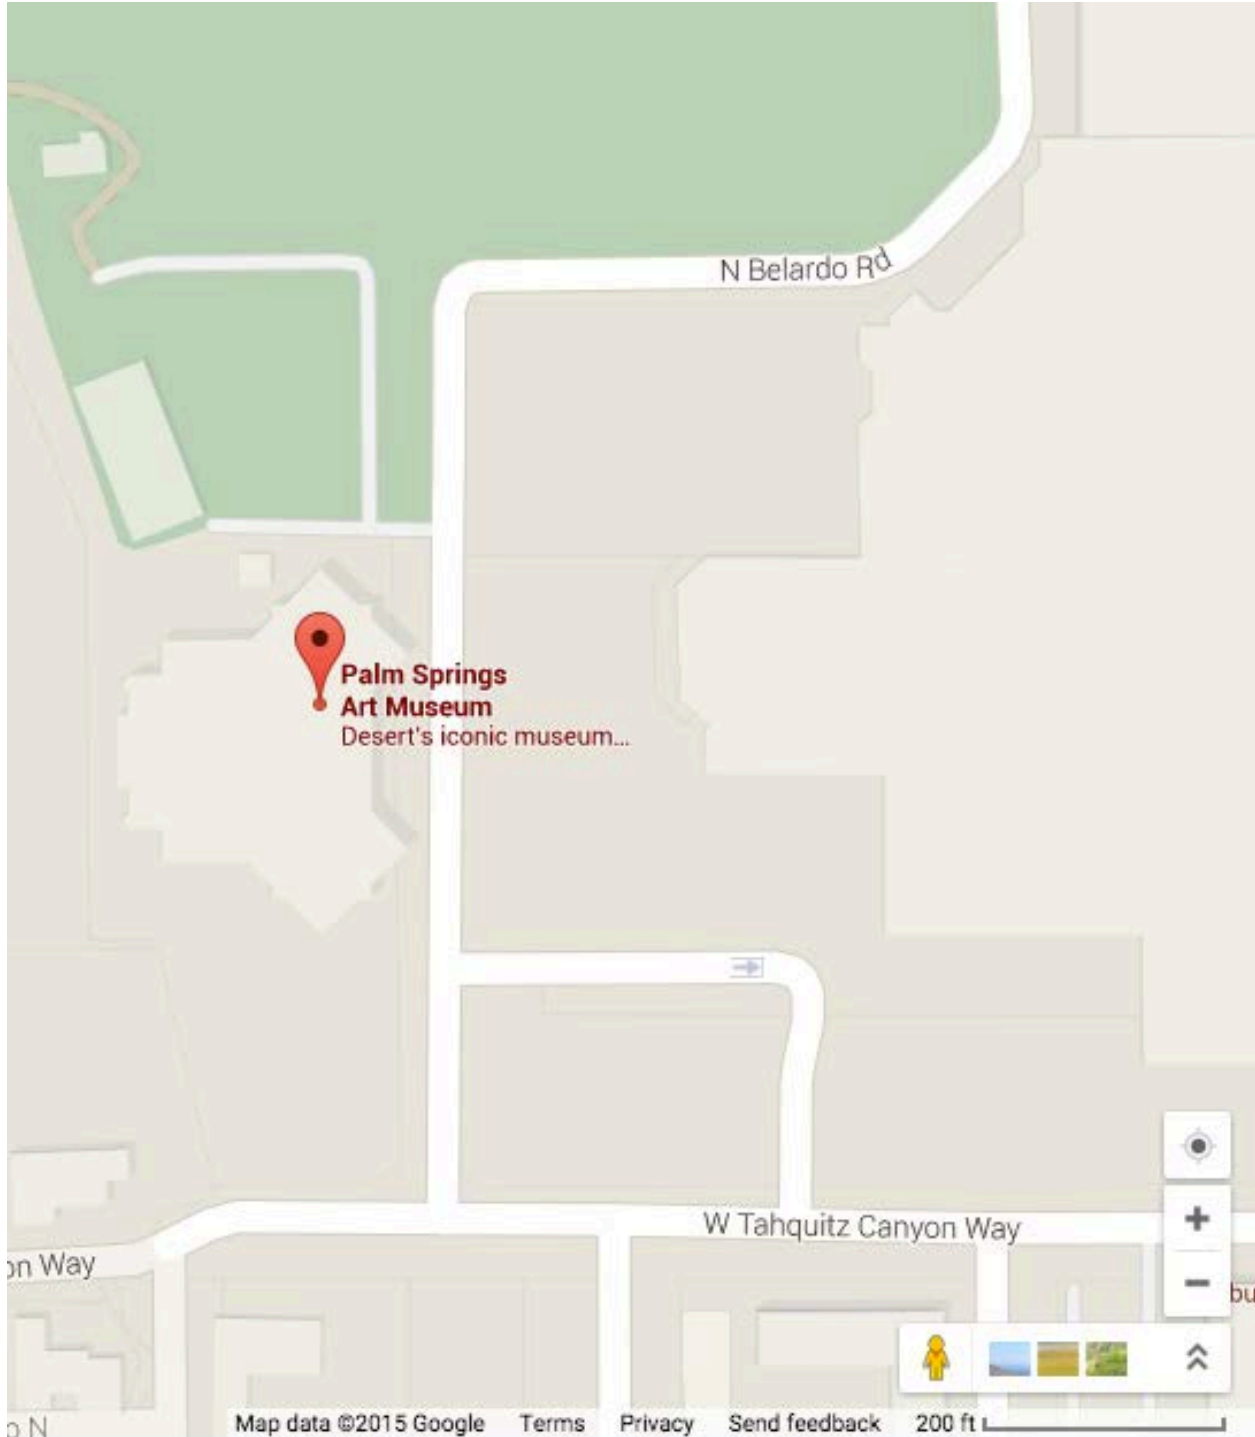 N Belardo Rd
Palm Springs
Art Museum
Desert's iconic museum...
W Tahquitz Canyon Way
on Way
bu
Map data ©2015 Google Terms Privacy Send feedback 200 ft